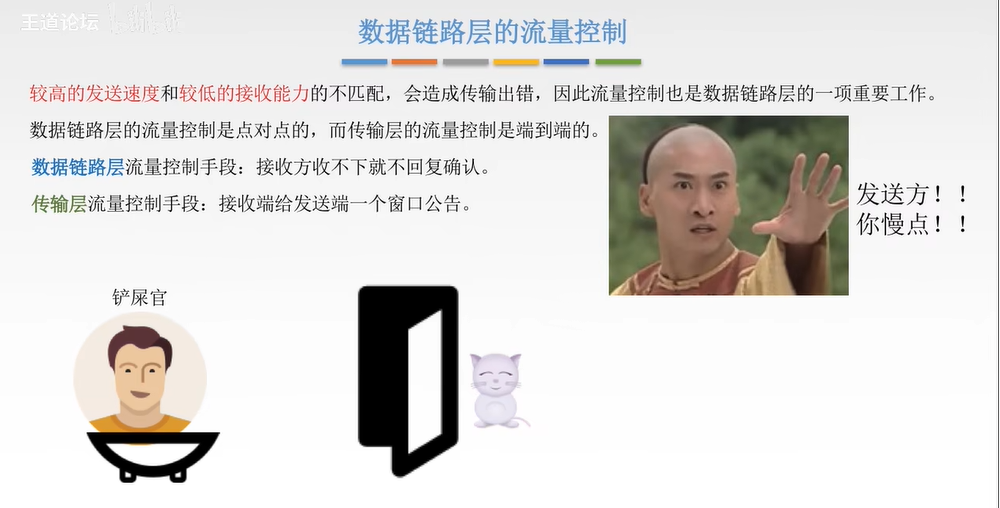 王道论坛
数据链路层的流量控制
较高的发送速度和较低的接收能力的不匹配，会造成传输出错，因此流量控制也是数据链路层的一项重要工作。
数据链路层的流量控制是点对点的，而传输层的流量控制是端到端的。
数据链路层流量控制手段：接收方收不下就不回复确认。
传输层流量控制手段：接收端给发送端一个窗口公告。
发送方！！
你慢点！！
铲屎官